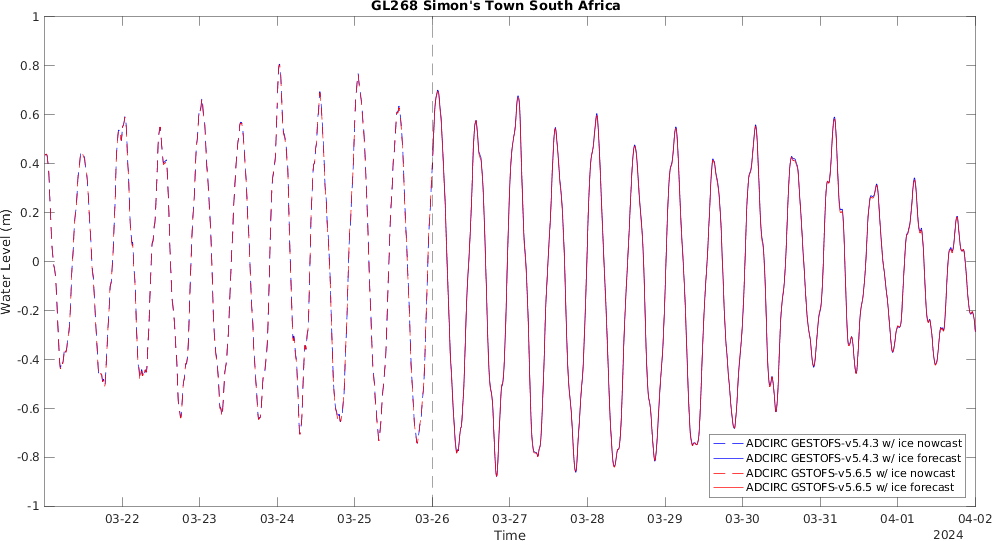 GL268 Simon's Town South Africa
1
0.8
0.6
0.4
0.2
0
-0.2
-0.4
-0.6
-0.8
-1
Water Level (m)
ADCIRC GESTOFS-v5.4.3 w/ ice nowcast
ADCIRC GESTOFS-v5.4.3 w/ ice forecast
ADCIRC GSTOFS-v5.6.5 w/ ice nowcast
ADCIRC GSTOFS-v5.6.5 w/ ice forecast
03-22 03-23 03-24 03-25 03-26 03-27 03-28 03-29 03-30 03-31 04-01 04-02
Time
2024